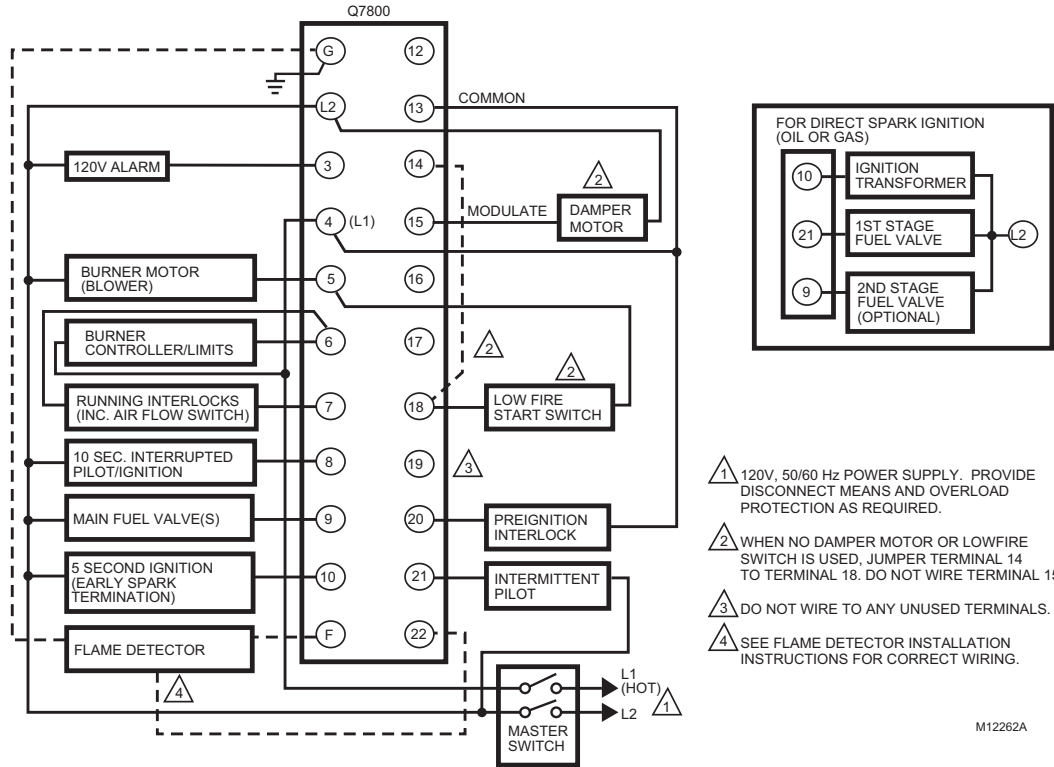 Q7800
G
12
L2
13
COMMON
120V ALARM
3
14
2
4
(L1)
15
MODULATE
DAMPER
MOTOR
BURNER MOTOR
(BLOWER)
5
16
BURNER
CONTROLLER/LIMITS
6
17
2
2
RUNNING INTERLOCKS
(INC. AIR FLOW SWITCH)
7
18
LOW FIRE
START SWITCH
10 SEC. INTERRUPTED
PILOT/IGNITION
8
19
3
MAIN FUEL VALVE(S)
9
20
PREIGNITION
INTERLOCK
5 SECOND IGNITION
(EARLY SPARK
TERMINATION)
10
21
INTERMITTENT
PILOT
FLAME DETECTOR
F
22
4
L1
(HOT)
L2
1
MASTER
SWITCH
FOR DIRECT SPARK IGNITION
(OIL OR GAS)
10
IGNITION
TRANSFORMER
21
1ST STAGE
FUEL VALVE
L2
9
2ND STAGE
FUEL VALVE
(OPTIONAL)
1 120V, 50/60 Hz POWER SUPPLY. PROVIDE
DISCONNECT MEANS AND OVERLOAD
PROTECTION AS REQUIRED.
2 WHEN NO DAMPER MOTOR OR LOWFIRE
SWITCH IS USED, JUMPER TERMINAL 14
TO TERMINAL 18. DO NOT WIRE TERMINAL 15
3 DO NOT WIRE TO ANY UNUSED TERMINALS.
4 SEE FLAME DETECTOR INSTALLATION
INSTRUCTIONS FOR CORRECT WIRING.
M12262A